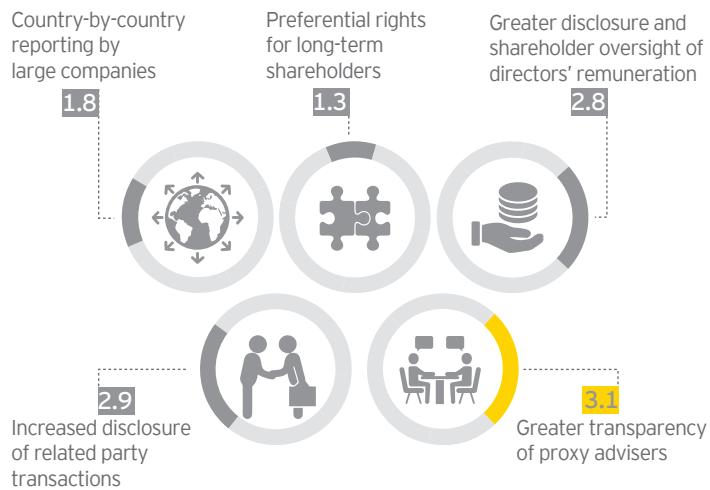 Country-by-country
reporting by
large companies
1.8
Preferential rights
for long-term
shareholders
1.3
Greater disclosure and
shareholder oversight of
directors’ remuneration
2.8
2.9
Increased disclosure
of related party
transactions
3.1
Greater transparency
of proxy advisers